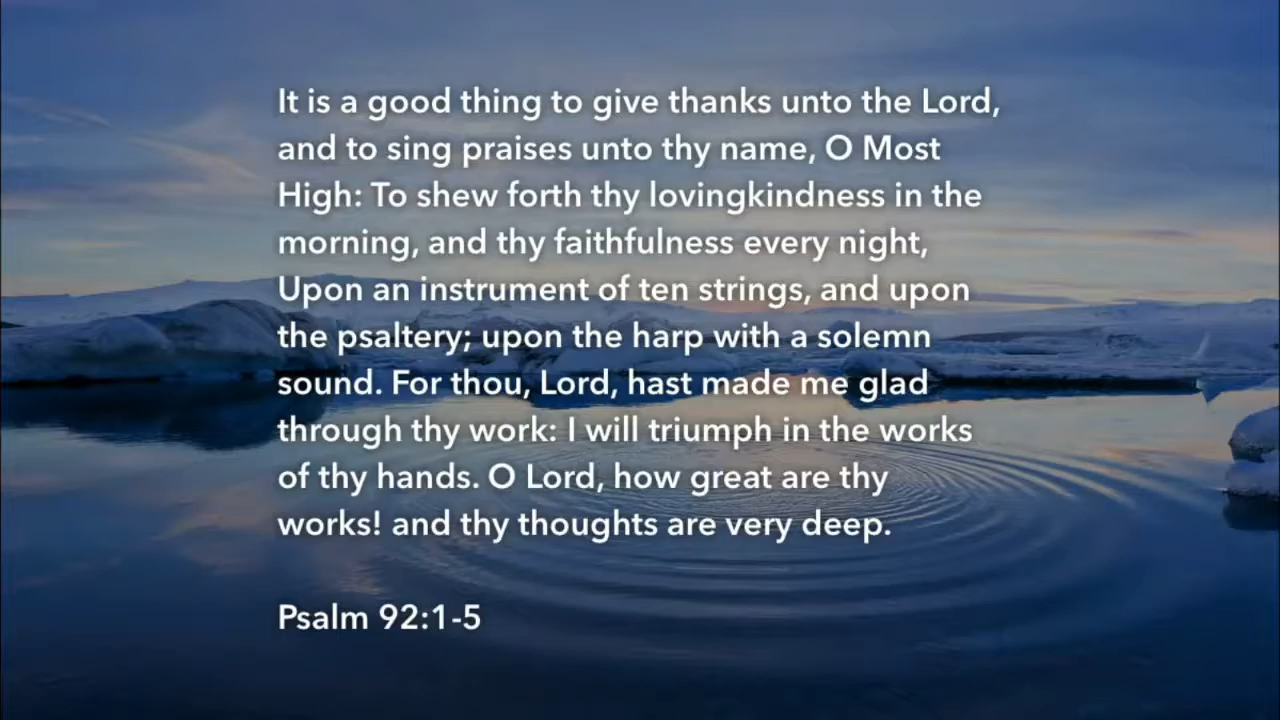 It is a good thing to give thanks unto the Lord,
and to sing praises unto thy name, O Most
High: To shew forth thy lovingkindness in the
morning, and thy faithfulness every night,
Upon an instrument of ten strings, and upon
the psaltery; upon the harp with a solemn
sound. For thou, Lord, hast made me glad
through thy work: I will triumph in the works
of thy hands. O Lord, how great are thy
works! and thy thoughts are very deep.
Psalm 92:1-5